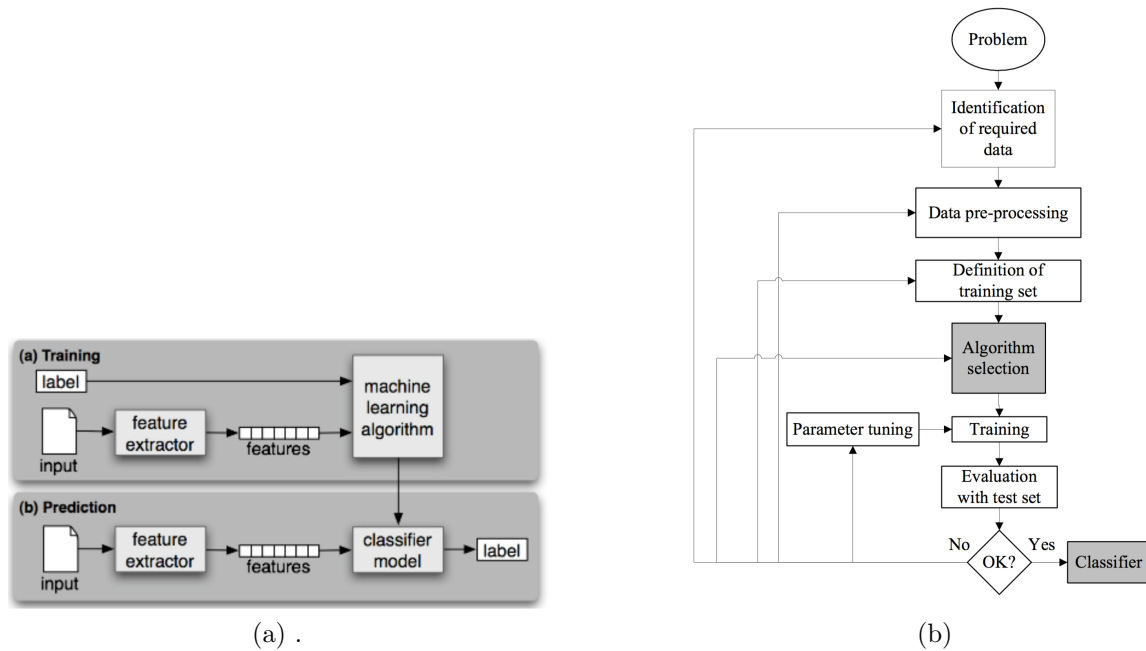 (a) Training
label
machine
learning
algorithm
feature
extractor
features
input
(b) Prediction
feature
extractor
features
classifier
model
label
input
(a) .
Problem
Identification
of required
data
Data pre-processing
Definition of
training set
Algorithm
selection
Parameter tuning
Training
Evaluation
with test set
No
OK?
Yes
Classifier
(b)